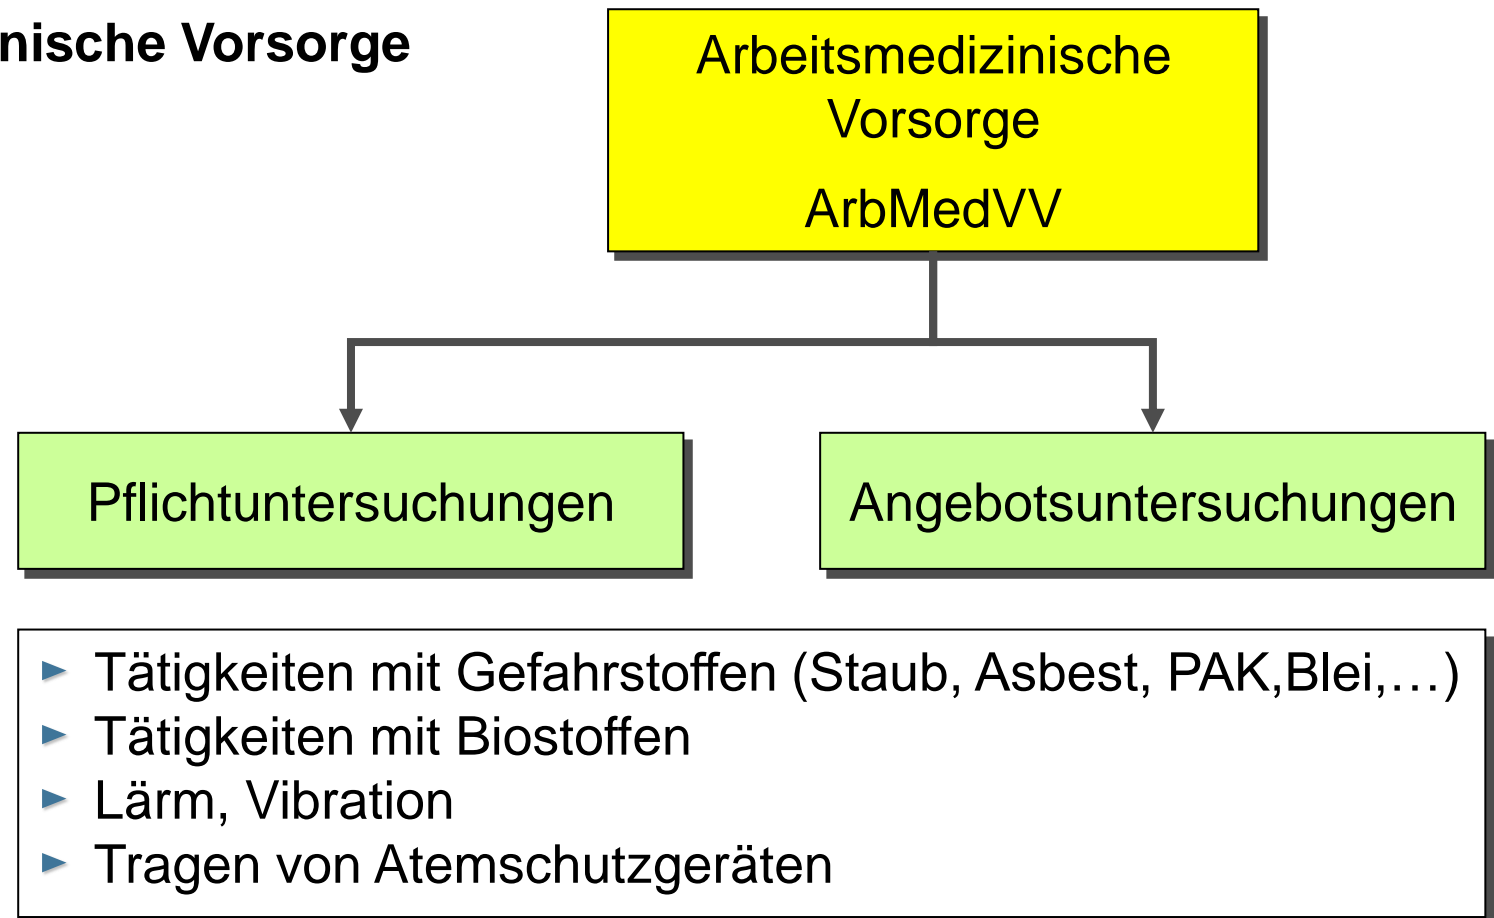 nische Vorsorge
Arbeitsmedizinische
Vorsorge
ArbMedVV
Pflichtuntersuchungen
Angebotsuntersuchungen
► Tätigkeiten mit Gefahrstoffen (Staub, Asbest, PAK,Blei,…)
► Tätigkeiten mit Biostoffen
► Lärm, Vibration
► Tragen von Atemschutzgeräten